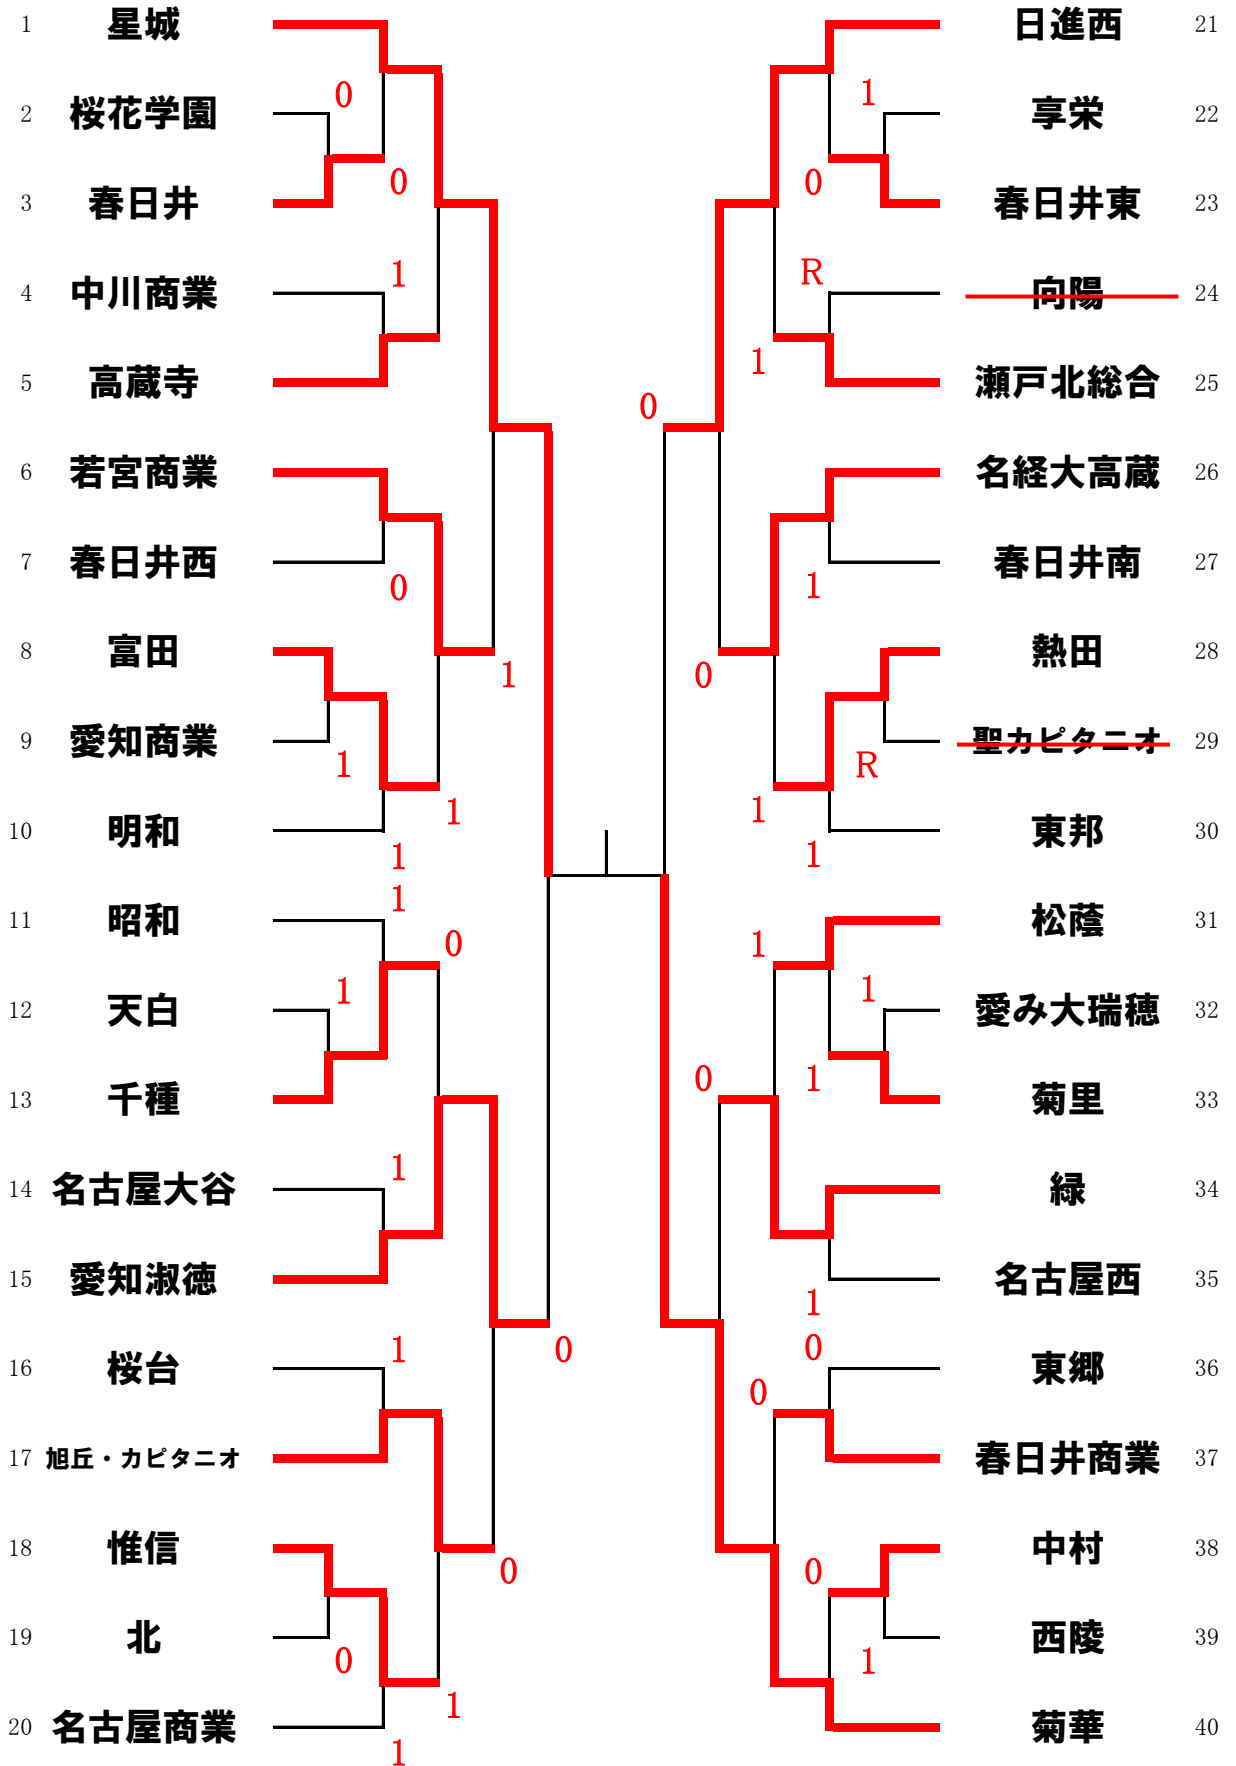 1 星城
0
2 桜花学園
0
3 春日井
1
4 中川商業
5 高蔵寺
6 若宮商業
7 春日井西
0
8 富田
1
9 愛知商業
1
1
10 明和
1
1
11 昭和
0
1
12 天白
13 千種
1
14 名古屋大谷
15 愛知淑徳
1
0
16 桜台
17 旭丘・カピタニオ
18 惟信
0
19 北
0
1
20 名古屋商業
1
日進西 21
1
享栄 22
0
春日井東 23
R
向陽 24
1
瀬戸北総合 25
0
名経大高蔵 26
春日井南 27
1
熱田 28
0
聖カピタニオ 29
R
1
東邦 30
1
松蔭 31
1
1
愛み大瑞穂 32
0
1
菊里 33
緑 34
名古屋西 35
1
0
東郷 36
0
春日井商業 37
中村 38
0
西陵 39
1
菊華 40